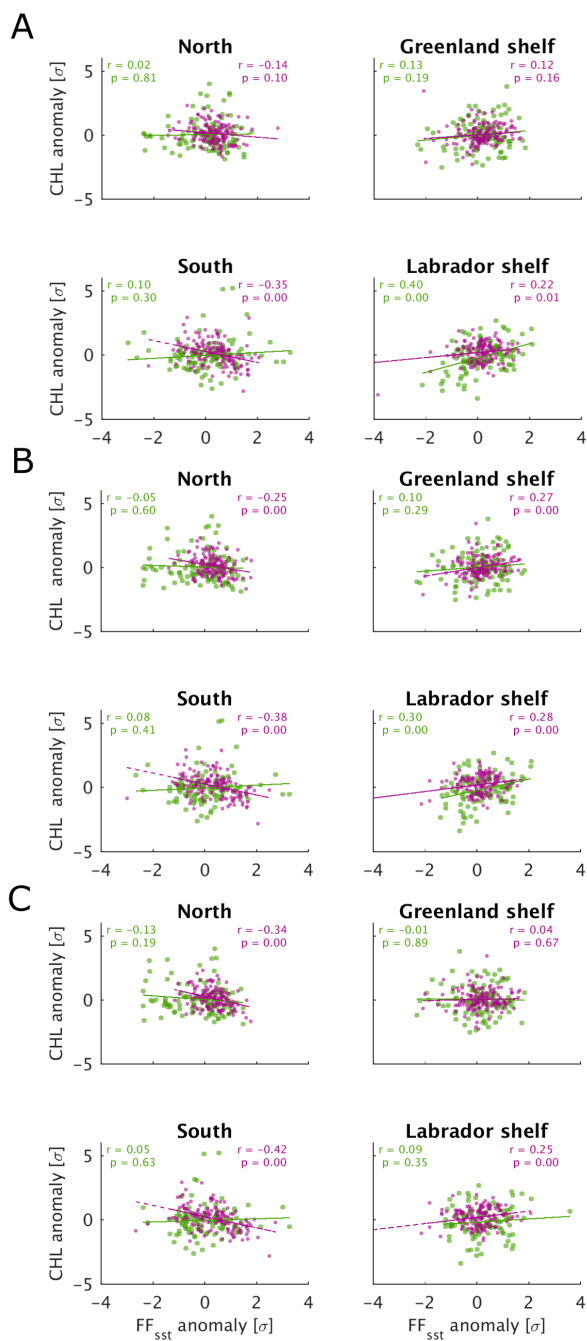 A
North
Greenland shelf
r = 0.02
p = 0.81
r = −0.14
p = 0.10
r = 0.13
p = 0.19
r = 0.12
p = 0.16
CHL anomaly [σ]
5
0
−5
South
Labrador shelf
r = 0.10
p = 0.30
r = −0.35
p = 0.00
r = 0.40
p = 0.00
r = 0.22
p = 0.01
CHL anomaly [σ]
5
0
−5
−4 −2 0 2 4
−4 −2 0 2 4
B
North
Greenland shelf
r = −0.05
p = 0.60
r = −0.25
p = 0.00
r = 0.10
p = 0.29
r = 0.27
p = 0.00
CHL anomaly [σ]
5
0
−5
South
Labrador shelf
r = 0.08
p = 0.41
r = −0.38
p = 0.00
r = 0.30
p = 0.00
r = 0.28
p = 0.00
CHL anomaly [σ]
5
0
−5
−4 −2 0 2 4
−4 −2 0 2 4
C
North
Greenland shelf
r = −0.13
p = 0.19
r = −0.34
p = 0.00
r = −0.01
p = 0.89
r = 0.04
p = 0.67
CHL anomaly [σ]
5
0
−5
South
Labrador shelf
r = 0.05
p = 0.63
r = −0.42
p = 0.00
r = 0.09
p = 0.35
r = 0.25
p = 0.00
CHL anomaly [σ]
5
0
−5
−4 −2 0 2 4
−4 −2 0 2 4
FF_sst anomaly [σ]
FF_sst anomaly [σ]